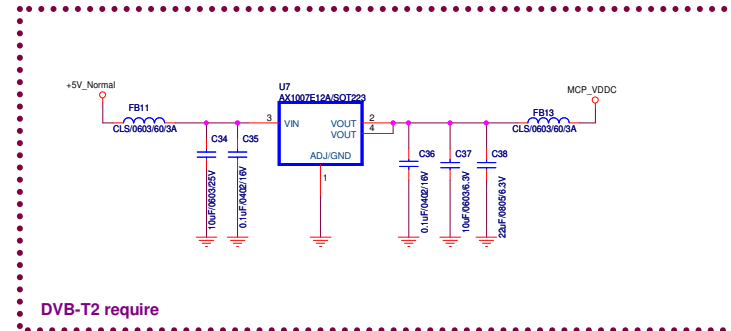 +5V_Normal
FB11
CLS/0603/60/3A
C34
10uF/0603/25V
C35
0.1uF/0402/16V
U7
AX1007E12A/SOT223
3
VIN
VOUT
2
VOUT
4
ADJ/GND
1
C36
0.1uF/0402/16V
C37
10uF/0603/6.3V
C38
22uF/0805/6.3V
FB13
CLS/0603/60/3A
MCP_VDDC
DVB-T2 require